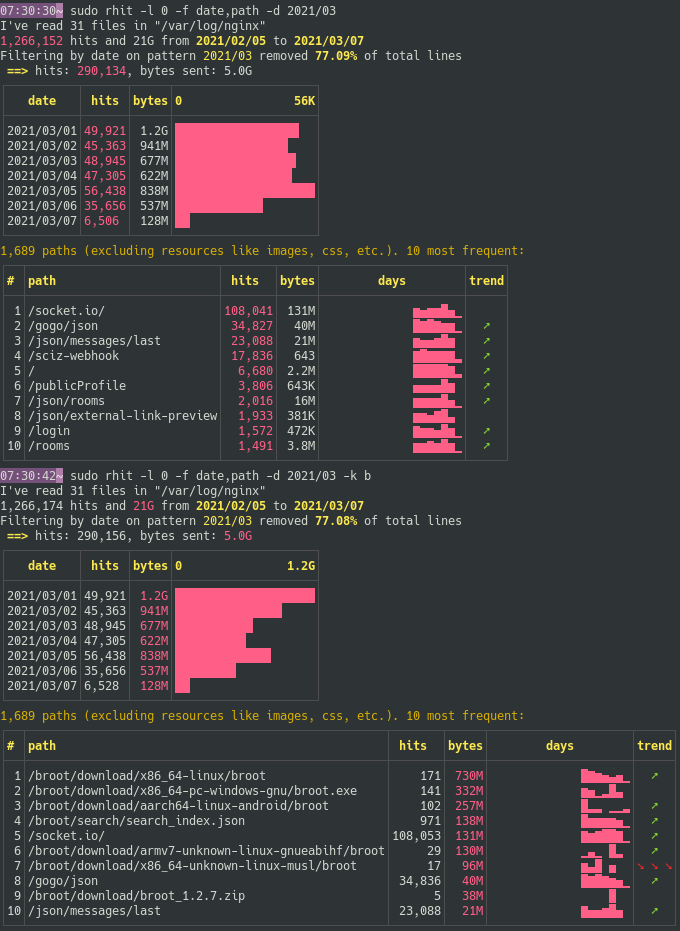 07:30:30~ sudo rhit -l 0 -f date,path -d 2021/03
I've read 31 files in "/var/log/nginx"
1,266,152 hits and 21G from 2021/02/05 to 2021/03/07
Filtering by date on pattern 2021/03 removed 77.09% of total lines
==> hits: 290,134, bytes sent: 5.0G
date hits bytes 0 56K
2021/03/01 49,921 1.2G
2021/03/02 45,363 941M
2021/03/03 48,945 677M
2021/03/04 47,305 622M
2021/03/05 56,438 838M
2021/03/06 35,656 537M
2021/03/07 6,506 128M
1,689 paths (excluding resources like images, css, etc.). 10 most frequent:
# path hits bytes days trend
1 /socket.io/ 108,041 131M
2 /gogo/json 34,827 40M ➚
3 /json/messages/last 23,088 21M ➚
4 /sciz-webhook 17,836 643 ➚
5 / 6,680 2.2M ➚
6 /publicProfile 3,806 643K ➚
7 /json/rooms 2,016 16M ➚
8 /json/external-link-preview 1,933 381K
9 /login 1,572 472K ➚
10 /rooms 1,491 3.8M ➚
07:30:42~ sudo rhit -l 0 -f date,path -d 2021/03 -k b
I've read 31 files in "/var/log/nginx"
1,266,174 hits and 21G from 2021/02/05 to 2021/03/07
Filtering by date on pattern 2021/03 removed 77.08% of total lines
==> hits: 290,156, bytes sent: 5.0G
date hits bytes 0 1.2G
2021/03/01 49,921 1.2G
2021/03/02 45,363 941M
2021/03/03 48,945 677M
2021/03/04 47,305 622M
2021/03/05 56,438 838M
2021/03/06 35,656 537M
2021/03/07 6,528 128M
1,689 paths (excluding resources like images, css, etc.). 10 most frequent:
# path hits bytes days trend
1 /broot/download/x86_64-linux/broot 171 730M ➚
2 /broot/download/x86_64-pc-windows-gnu/broot.exe 141 332M
3 /broot/download/aarch64-linux-android/broot 102 257M ➚
4 /broot/search/search_index.json 971 138M ➚
5 /socket.io/ 108,053 131M ➚
6 /broot/download/armv7-unknown-linux-gnueabihf/broot 29 130M ➚
7 /broot/download/x86_64-unknown-linux-musl/broot 17 96M ➘ ➘ ➘
8 /gogo/json 34,836 40M ➚
9 /broot/download/broot_1.2.7.zip 5 38M
10 /json/messages/last 23,088 21M ➚